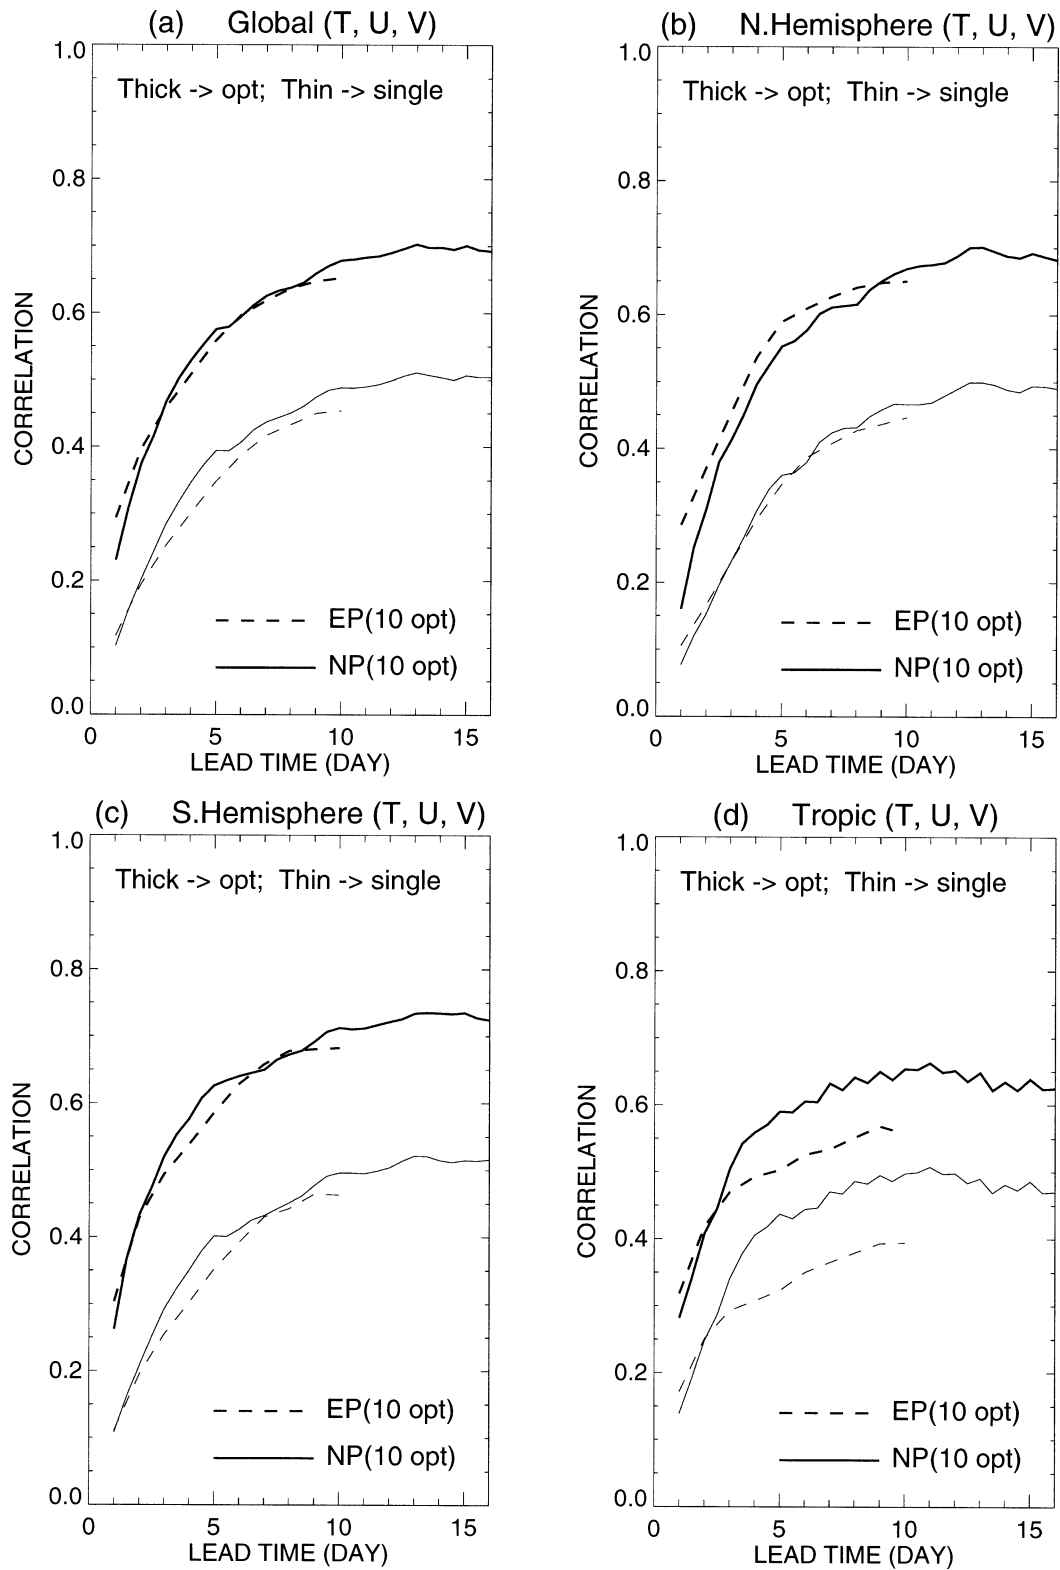 (a) Global (T, U, V)
1.0
Thick -> opt; Thin -> single
0.8
0.6
CORRELATION
0.4
0.2
EP(10 opt)
NP(10 opt)
0.0
0 5 10 15
LEAD TIME (DAY)
(b) N.Hemisphere (T, U, V)
1.0
Thick -> opt; Thin -> single
0.8
0.6
CORRELATION
0.4
0.2
EP(10 opt)
NP(10 opt)
0.0
0 5 10 15
LEAD TIME (DAY)
(c) S.Hemisphere (T, U, V)
1.0
Thick -> opt; Thin -> single
0.8
0.6
CORRELATION
0.4
0.2
EP(10 opt)
NP(10 opt)
0.0
0 5 10 15
LEAD TIME (DAY)
(d) Tropic (T, U, V)
1.0
Thick -> opt; Thin -> single
0.8
0.6
CORRELATION
0.4
0.2
EP(10 opt)
NP(10 opt)
0.0
0 5 10 15
LEAD TIME (DAY)